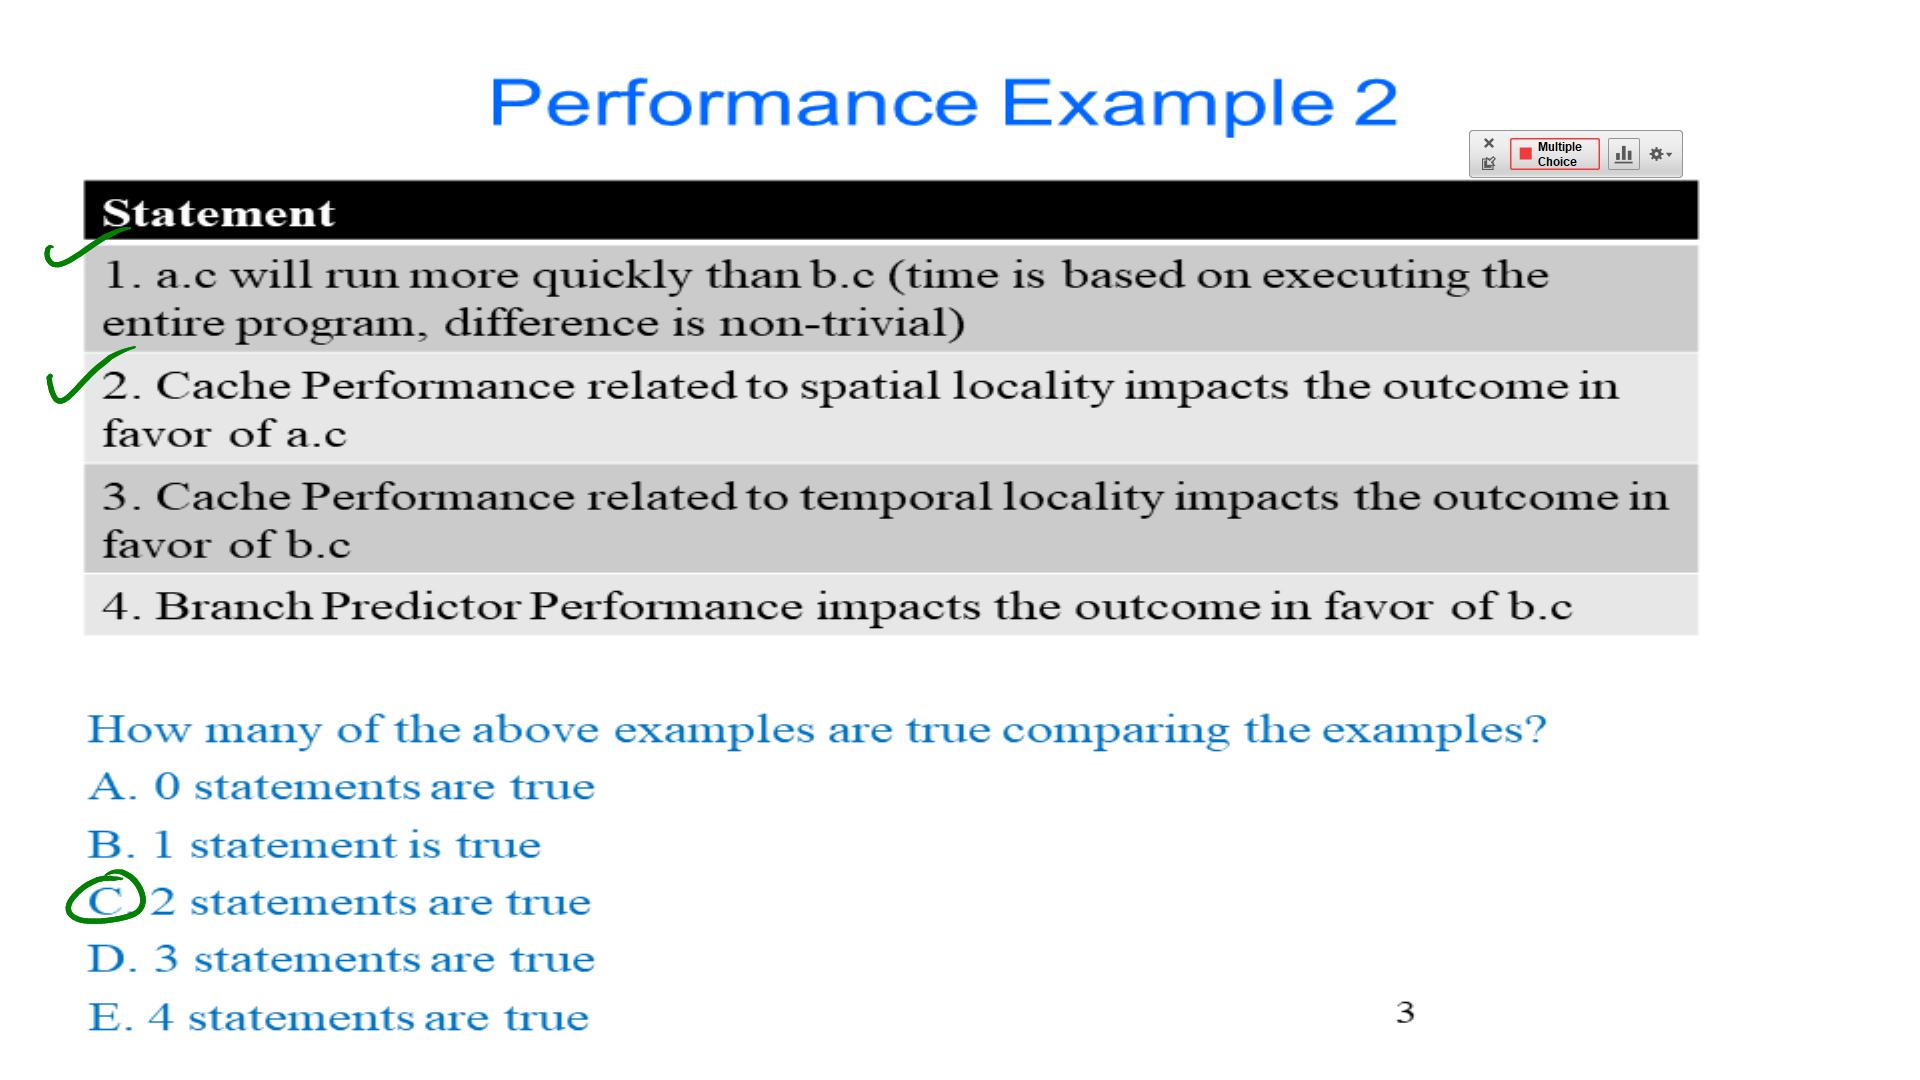 Performance Example 2
Multiple
Choice
Statement
1. a.c will run more quickly than b.c (time is based on executing the
entire program, difference is non-trivial)
2. Cache Performance related to spatial locality impacts the outcome in
favor of a.c
3. Cache Performance related to temporal locality impacts the outcome in
favor of b.c
4. Branch Predictor Performance impacts the outcome in favor of b.c
How many of the above examples are true comparing the examples?
A. 0 statements are true
B. 1 statement is true
C. 2 statements are true
D. 3 statements are true
E. 4 statements are true
3